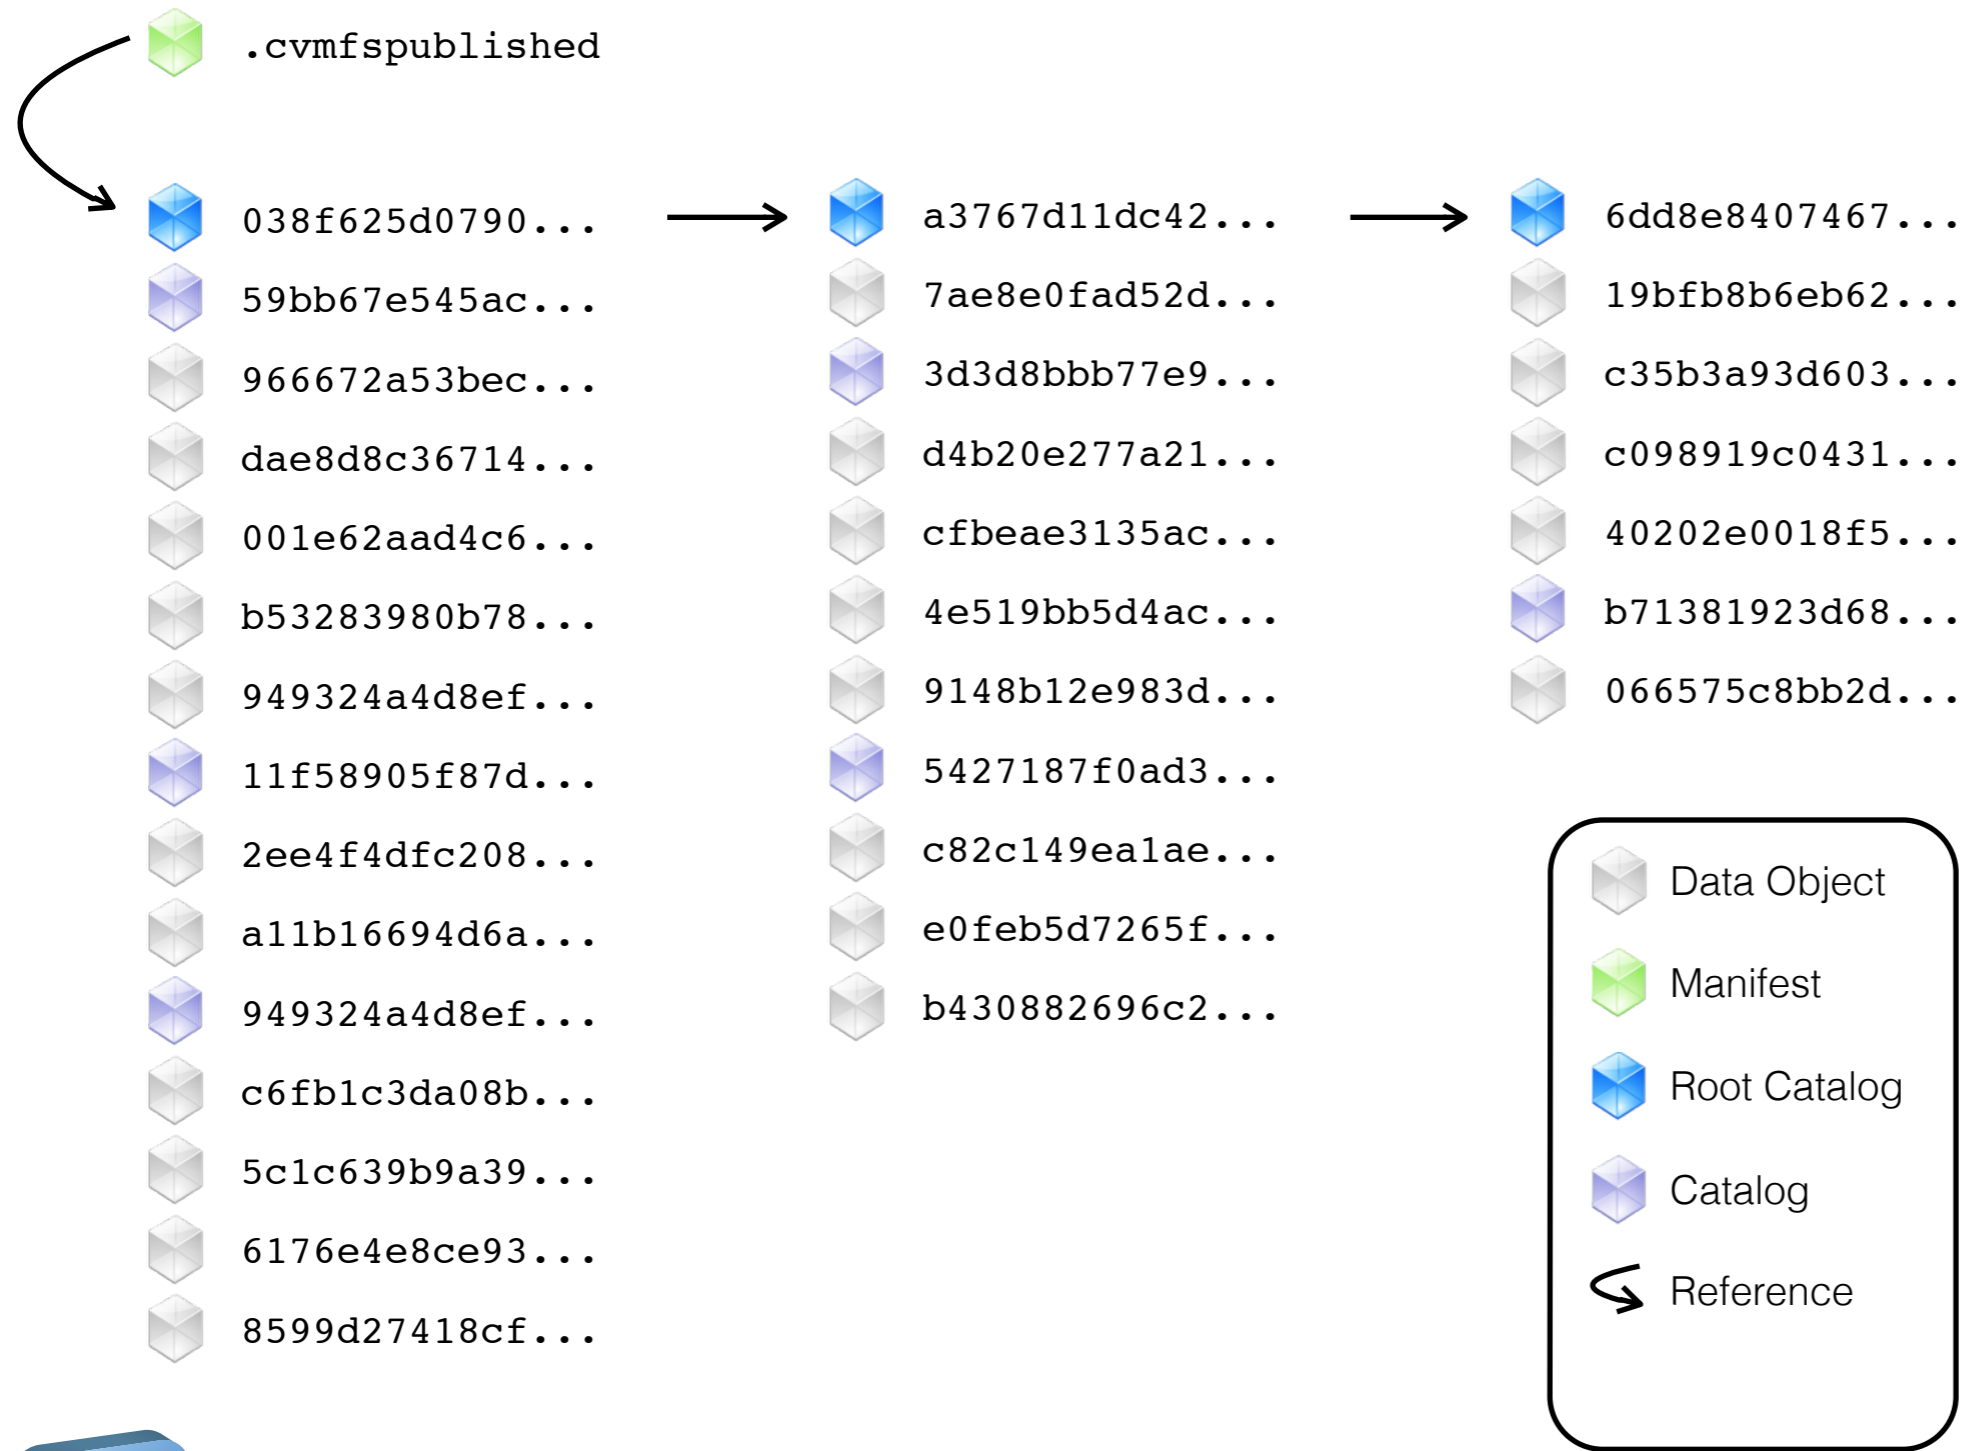 .cvmfspublished
038f625d0790...
59bb67e545ac...
966672a53bec...
dae8d8c36714...
001e62aad4c6...
b53283980b78...
949324a4d8ef...
11f58905f87d...
2ee4f4dfc208...
a11b16694d6a...
949324a4d8ef...
c6fb1c3da08b...
5c1c639b9a39...
6176e4e8ce93...
8599d27418cf...
a3767d11dc42...
7ae8e0fad52d...
3d3d8bbb77e9...
d4b20e277a21...
cfbeae3135ac...
4e519bb5d4ac...
9148b12e983d...
5427187f0ad3...
c82c149ea1ae...
e0feb5d7265f...
b430882696c2...
6dd8e8407467...
19bfb8b6eb62...
c35b3a93d603...
c098919c0431...
40202e0018f5...
b71381923d68...
066575c8bb2d...
Data Object
Manifest
Root Catalog
Catalog
Reference